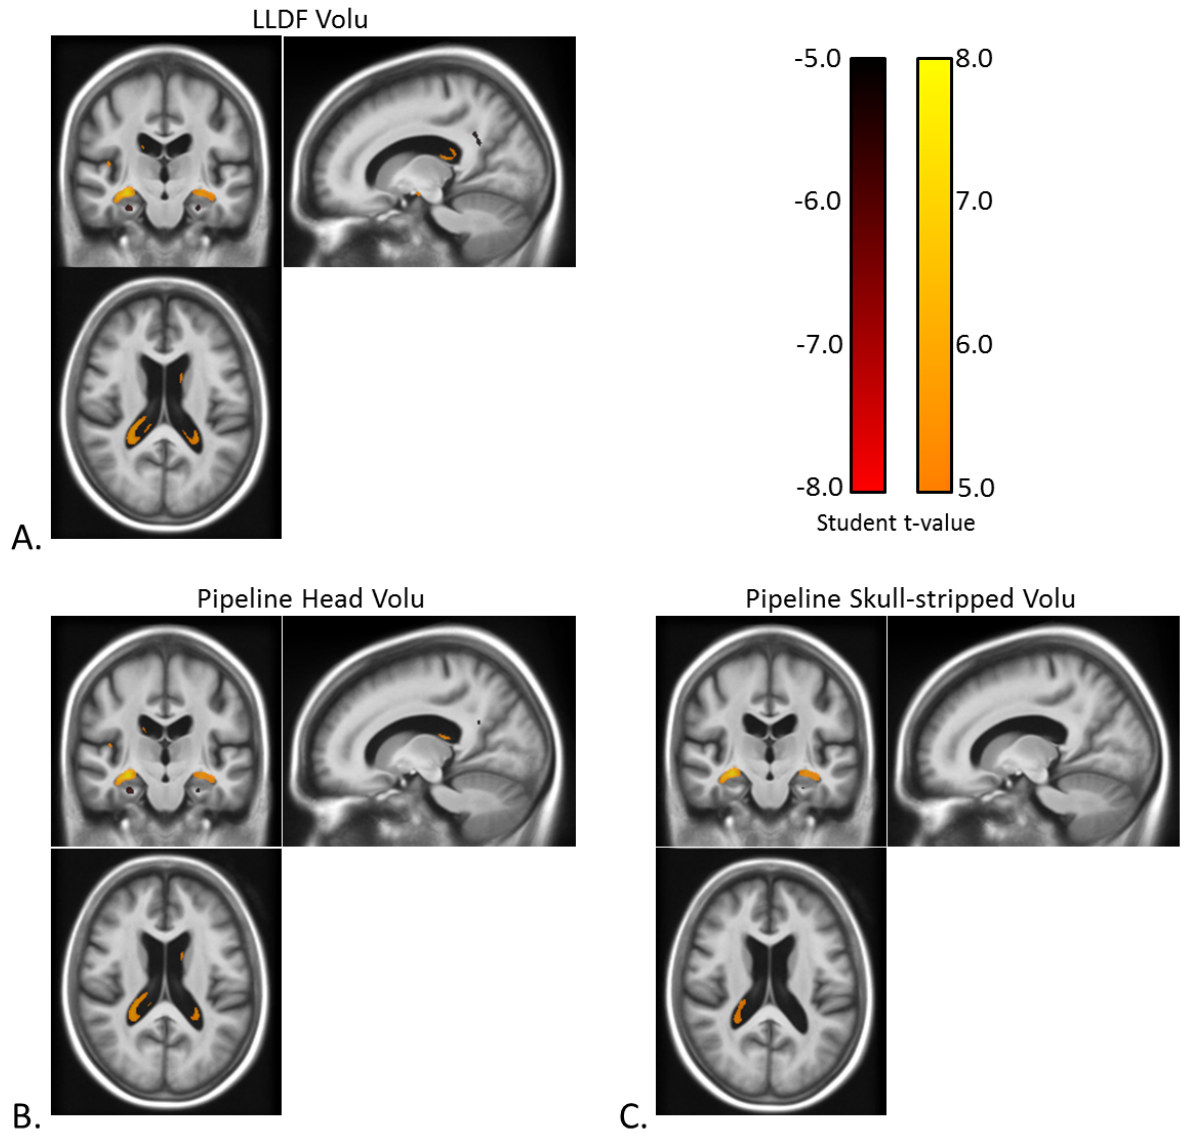 LLDF Volu
-5.0 8.0
-6.0 7.0
-7.0 6.0
-8.0 5.0
Student t-value
A.
Pipeline Head Volu
Pipeline Skull-stripped Volu
B.
C.